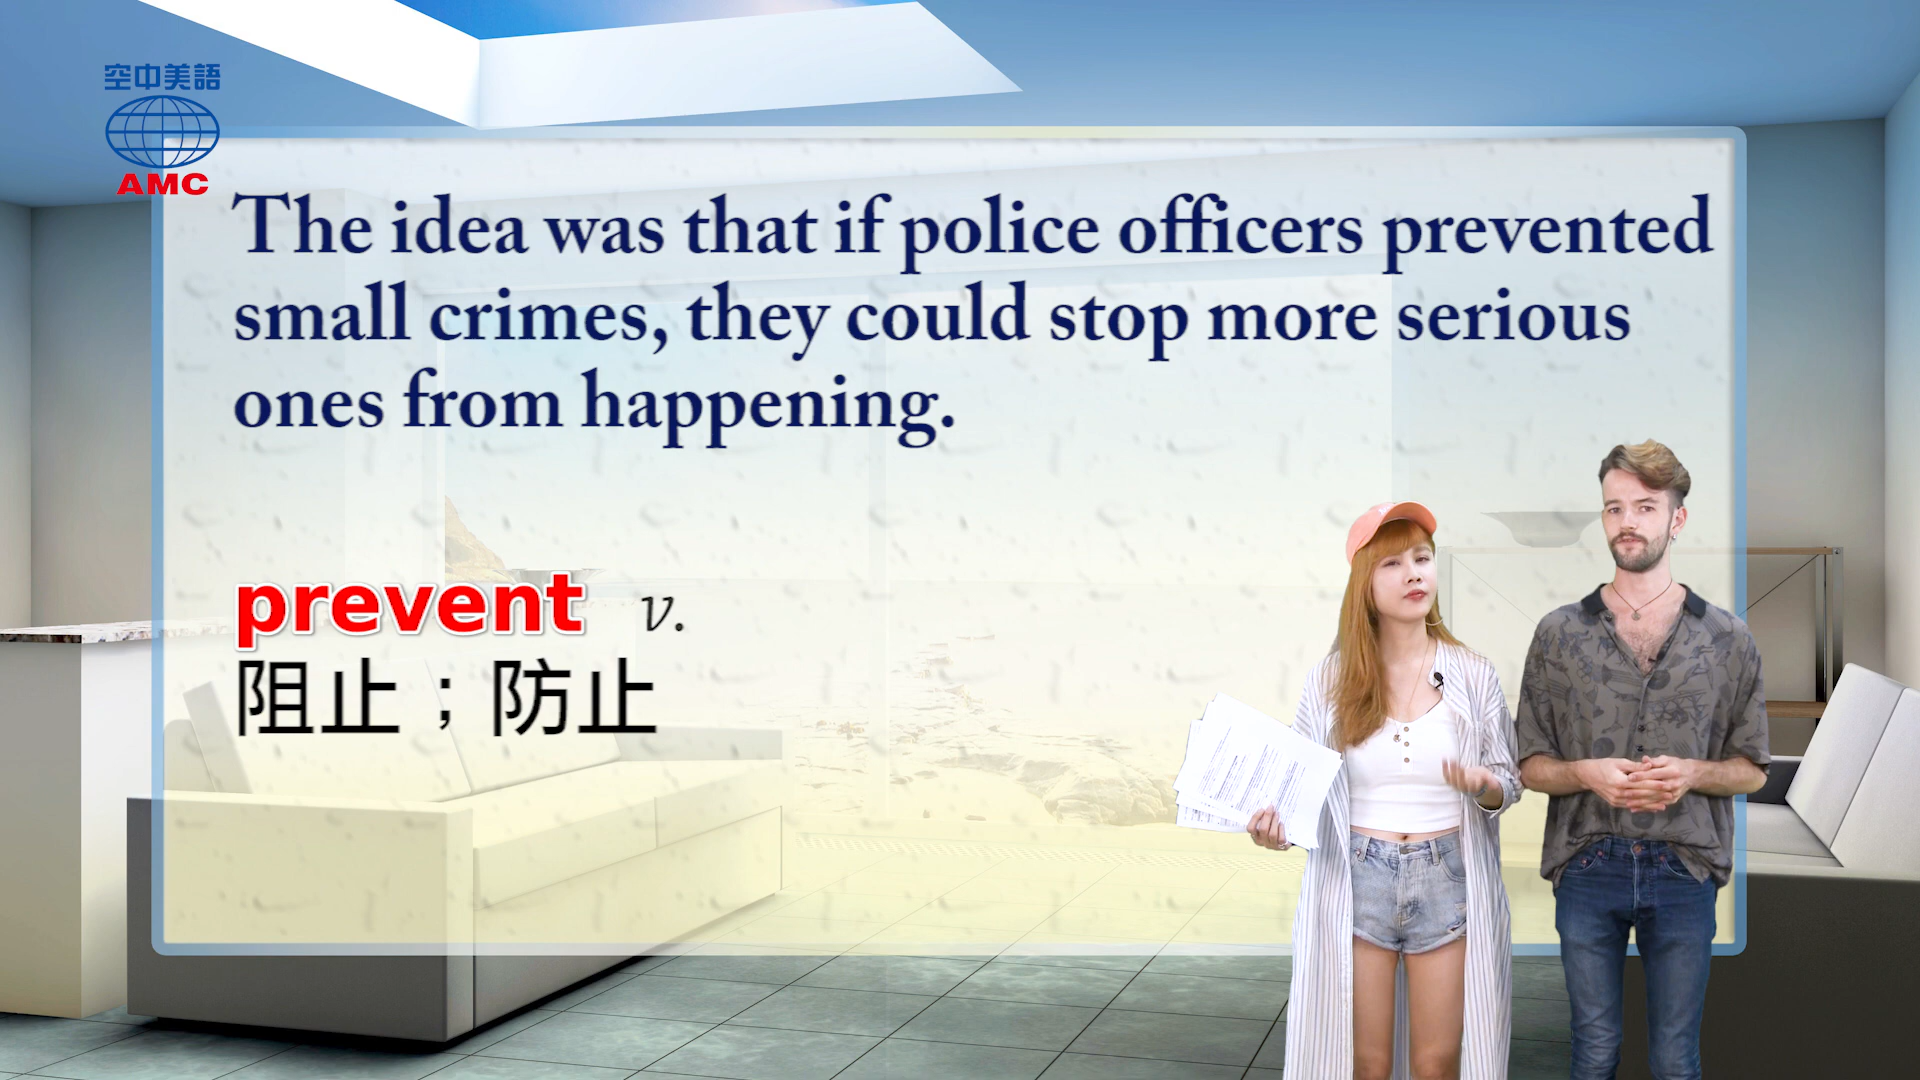 空中美語
AMC
The idea was that if police officers prevented
small crimes, they could stop more serious
ones from happening.
prevent v.
阻止；防止